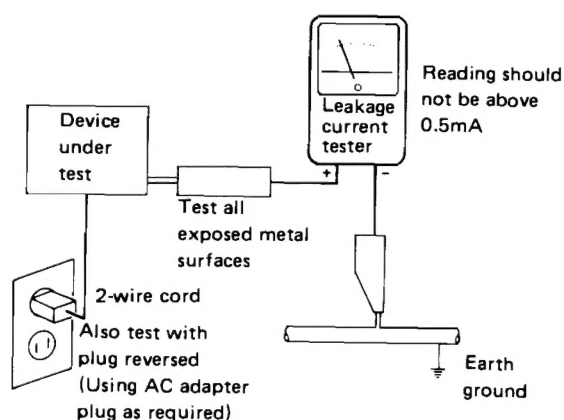 Device
under
test
Leakage
current
tester
+ −
Reading should
not be above
0.5mA
Test all
exposed metal
surfaces
2-wire cord
Also test with
plug reversed
(Using AC adapter
plug as required)
Earth
ground